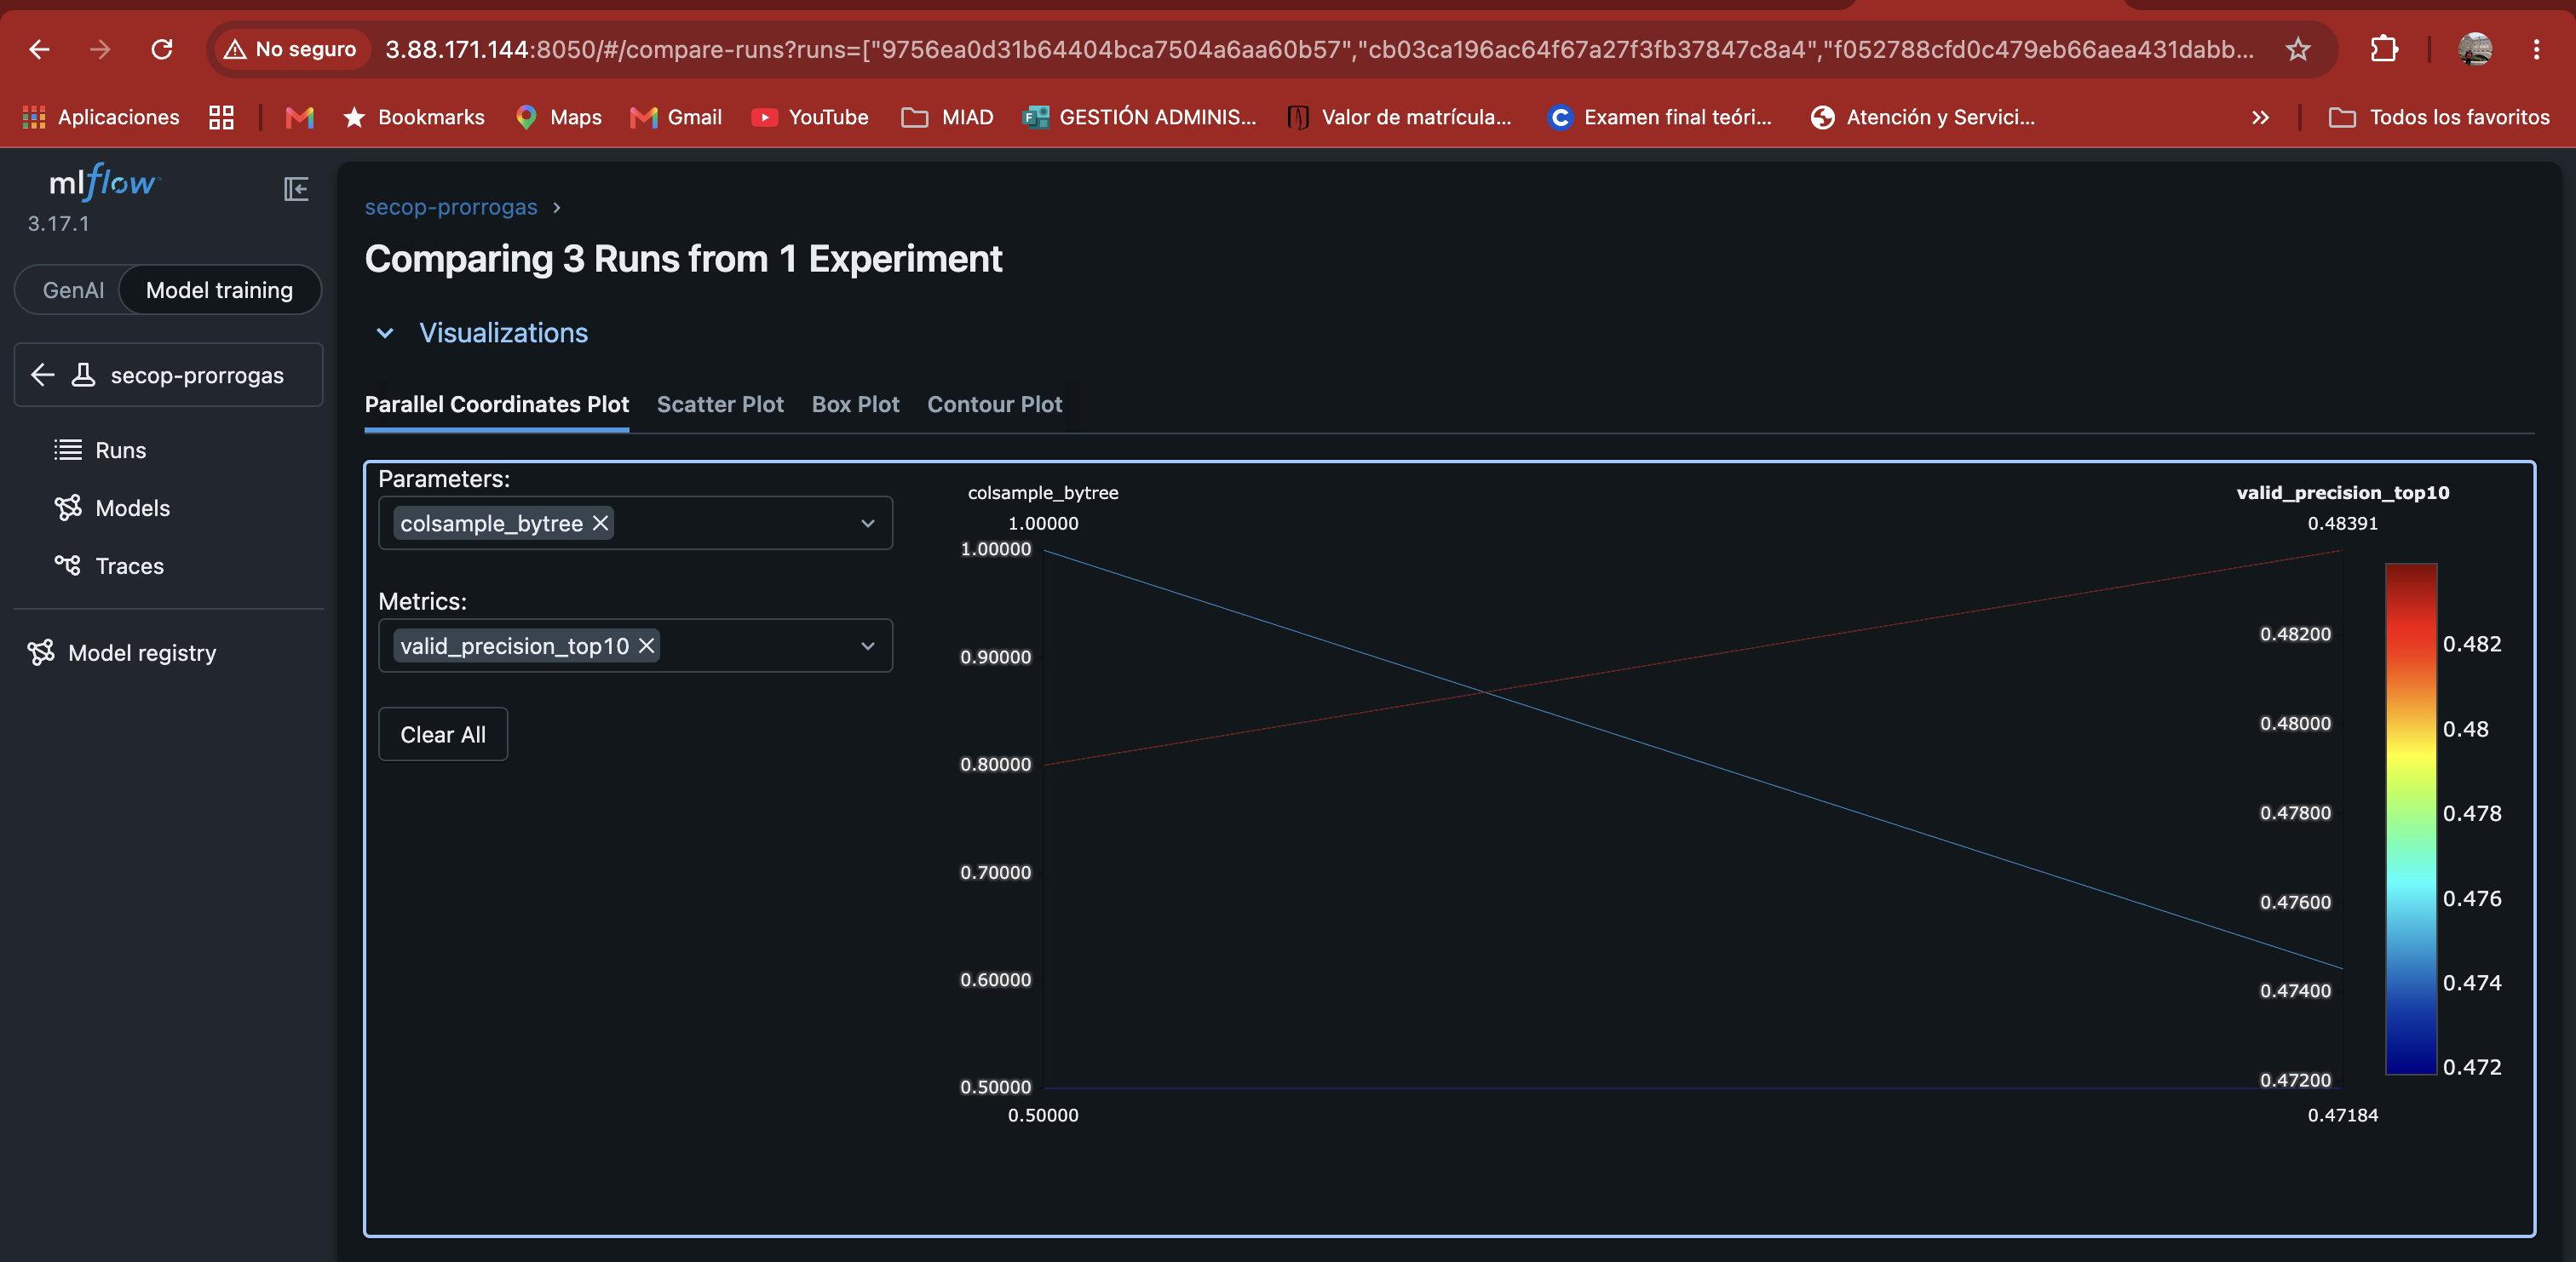 No seguro
3.88.171.144:8050/#/compare-runs?runs=["9756ea0d31b64404bca7504a6aa60b57","cb03ca196ac64f67a27f3fb37847c8a4","f052788cfd0c479eb66aea431dabb...
Aplicaciones
Bookmarks
Maps
Gmail
YouTube
MIAD
GESTIÓN ADMINIS...
Valor de matrícula...
Examen final teóri...
Atención y Servici...
Todos los favoritos
mlflow
3.17.1
GenAI
Model training
secop-prorrogas
Runs
Models
Traces
Model registry
secop-prorrogas
Comparing 3 Runs from 1 Experiment
Visualizations
Parallel Coordinates Plot
Scatter Plot
Box Plot
Contour Plot
Parameters:
colsample_bytree
Metrics:
valid_precision_top10
Clear All
colsample_bytree
1.00000
1.00000
0.90000
0.80000
0.70000
0.60000
0.50000
0.50000
valid_precision_top10
0.48391
0.48200
0.48000
0.47800
0.47600
0.47400
0.47200
0.47184
0.482
0.48
0.478
0.476
0.474
0.472